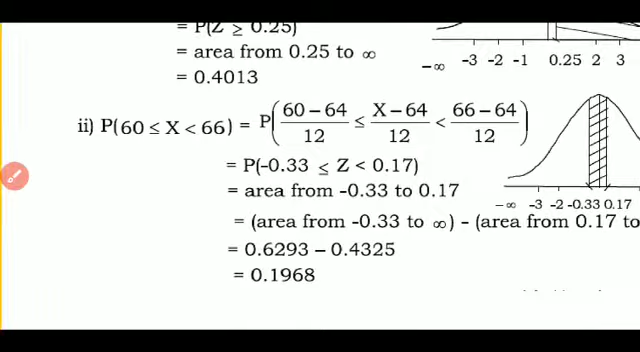 = P(Z ≥ 0.25)
= area from 0.25 to ∞
= 0.4013
−∞ -3 -2 -1 0.25 2 3
ii) P(60 ≤ X < 66) = P((60 − 64)/12 ≤ (X − 64)/12 < (66 − 64)/12)
= P(-0.33 ≤ Z < 0.17)
= area from -0.33 to 0.17
−∞ -3 -2 -0.33 0.17
= (area from -0.33 to ∞) − (area from 0.17 to
= 0.6293 − 0.4325
= 0.1968